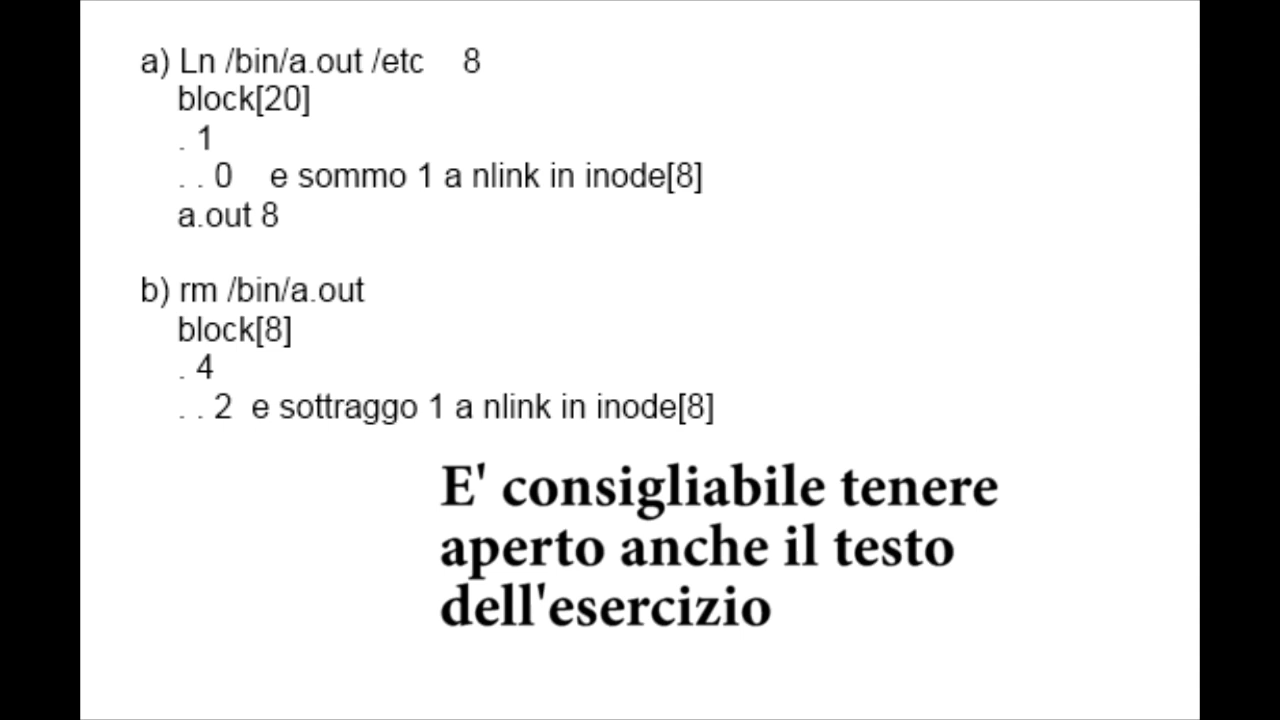 a) Ln /bin/a.out /etc 8
block[20]
. 1
. . 0 e sommo 1 a nlink in inode[8]
a.out 8
b) rm /bin/a.out
block[8]
. 4
. . 2 e sottraggo 1 a nlink in inode[8]
E' consigliabile tenere
aperto anche il testo
dell'esercizio